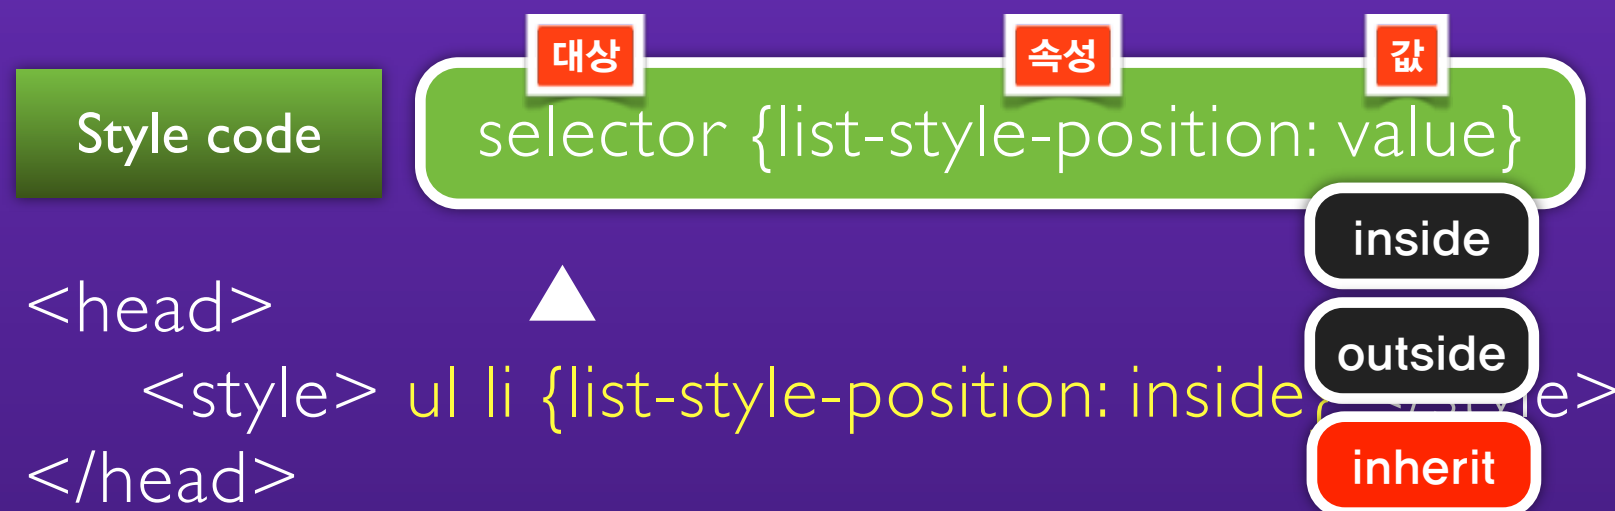 대상 속성 값
Style code
selector {list-style-position: value}
inside
<head>
outside
<style> ul li {list-style-position: inside
</head>
inherit